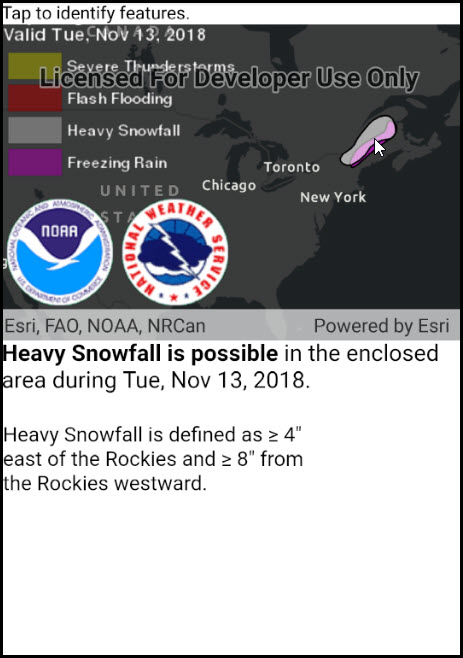 Tap to identify features.
CANADA
Valid Tue, Nov 13, 2018
Severe Thunderstorms
Licensed For Developer Use Only
Flash Flooding
Heavy Snowfall
Freezing Rain
Toronto
Chicago
New York
UNITED
STA
NATIONAL OCEANIC AND ATMOSPHERIC ADMINISTRATION
NOAA
U.S. DEPARTMENT OF COMMERCE
NATIONAL WEATHER SERVICE
Esri, FAO, NOAA, NRCan
Powered by Esri
Heavy Snowfall is possible in the enclosed
area during Tue, Nov 13, 2018.
Heavy Snowfall is defined as ≥ 4"
east of the Rockies and ≥ 8" from
the Rockies westward.